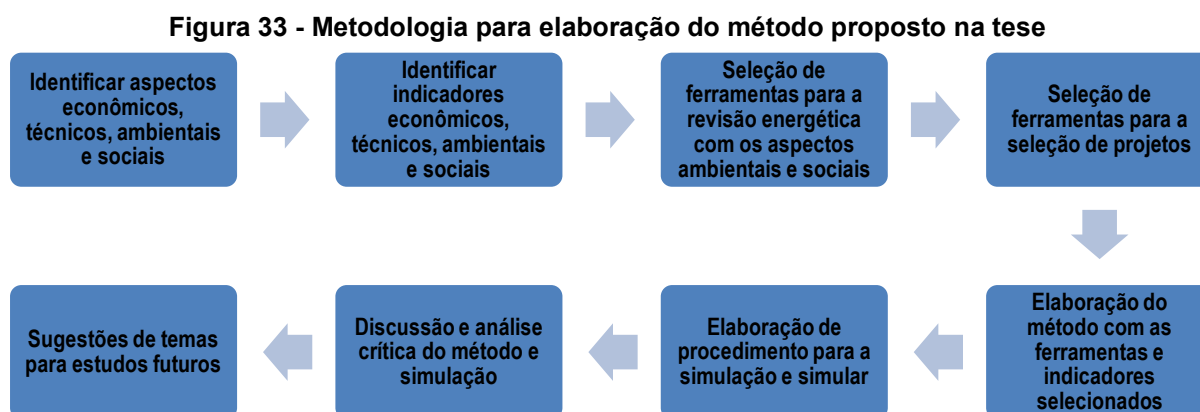 Figura 33 - Metodologia para elaboração do método proposto na tese
Identificar aspectos
econômicos,
técnicos, ambientais
e sociais
Identificar
indicadores
econômicos,
técnicos, ambientais
e sociais
Seleção de
ferramentas para a
revisão energética
com os aspectos
ambientais e sociais
Seleção de
ferramentas para a
seleção de projetos
Elaboração do
método com as
ferramentas e
indicadores
selecionados
Elaboração de
procedimento para a
simulação e simular
Discussão e análise
crítica do método e
simulação
Sugestões de temas
para estudos futuros